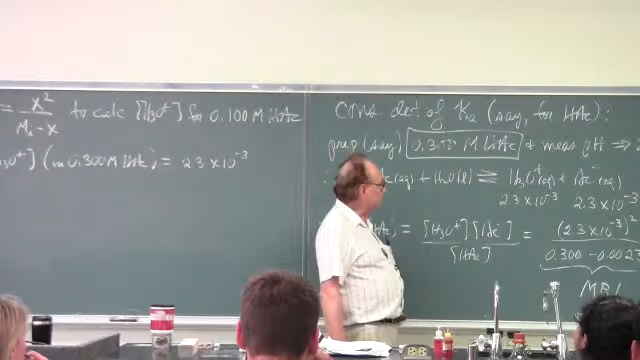 = x² / Mᵢ - x to calc [H₃O⁺] for 0.100 M HAc
H₃O⁺] (in 0.300 M HAc) = 2.3 x 10⁻³
Cons det. of Ka (say, for HAc):
prep (say) 0.300 M HAc & meas pH ⇒
(aq) + H₂O(l) ⇌ H₃O⁺(aq) + Ac⁻(aq)
2.3 x 10⁻³ 2.3 x 10⁻³
= [H₃O⁺][Ac⁻] / [HAc] = (2.3 x 10⁻³)² / 0.300 - 0.0023